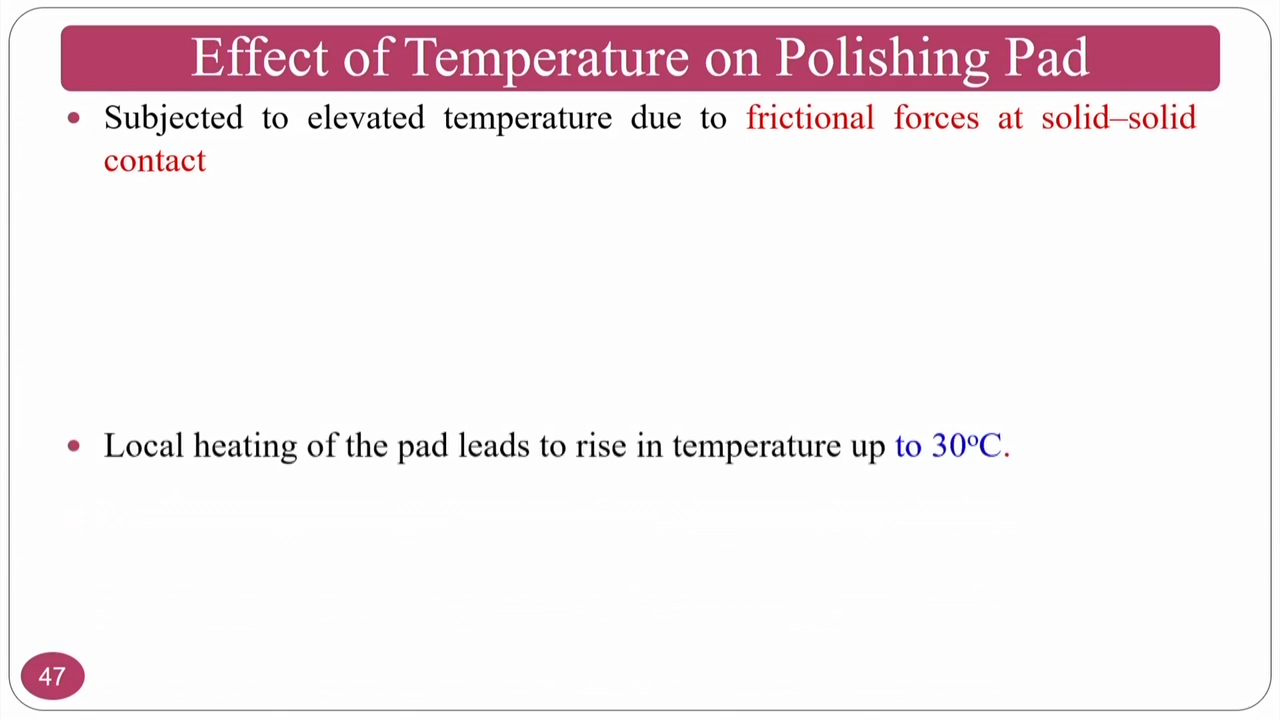 Effect of Temperature on Polishing Pad
• Subjected to elevated temperature due to frictional forces at solid–solid
contact
• Local heating of the pad leads to rise in temperature up to 30ºC.
47